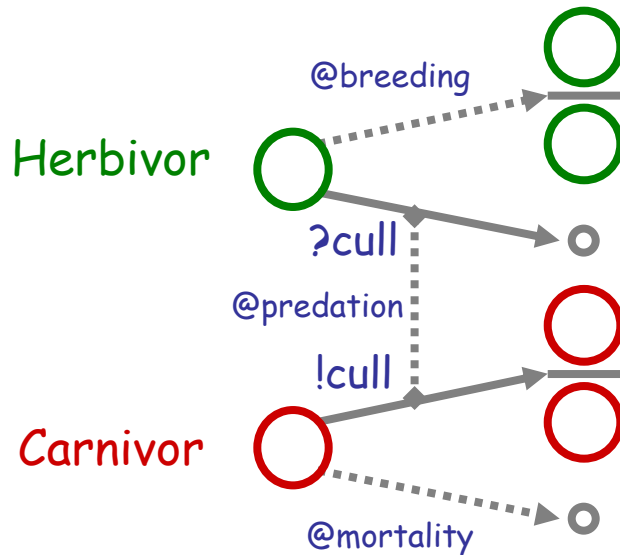 @breeding
Herbivor
?cull
@predation
!cull
Carnivor
@mortality